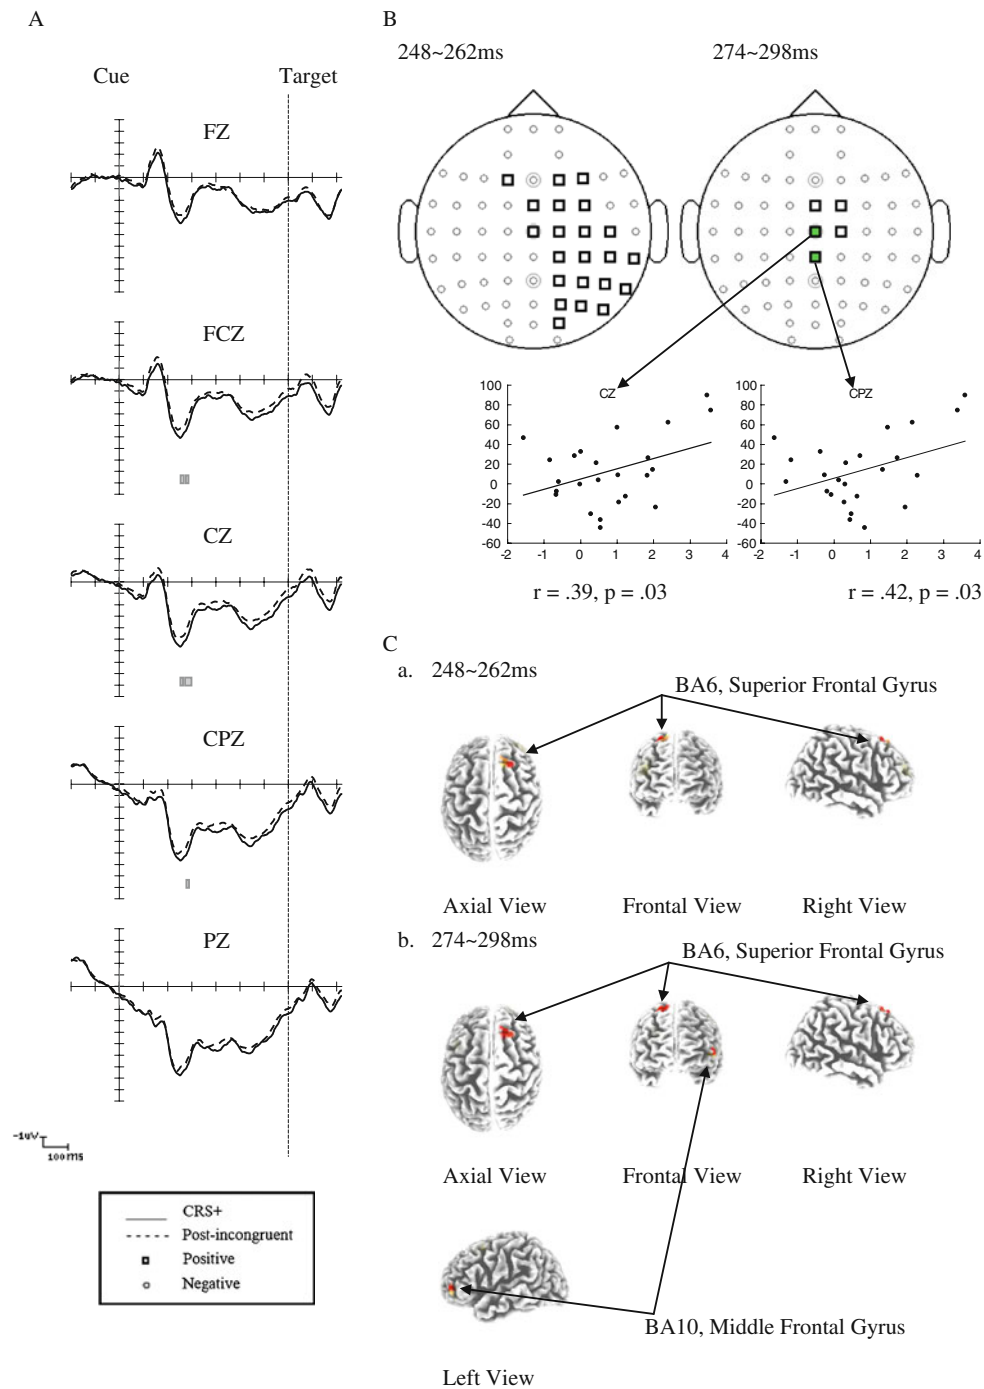 A
Cue
Target
FZ
FCZ
CZ
CPZ
PZ
-1uV
100ms
CRS+
Post-incongruent
Positive
Negative
B
248~262ms
274~298ms
CZ
100
80
60
40
20
0
-20
-40
-60
-2 -1 0 1 2 3 4
r = .39, p = .03
CPZ
100
80
60
40
20
0
-20
-40
-60
-2 -1 0 1 2 3 4
r = .42, p = .03
C
a. 248~262ms
BA6, Superior Frontal Gyrus
Axial View
Frontal View
Right View
b. 274~298ms
BA6, Superior Frontal Gyrus
Axial View
Frontal View
Right View
BA10, Middle Frontal Gyrus
Left View